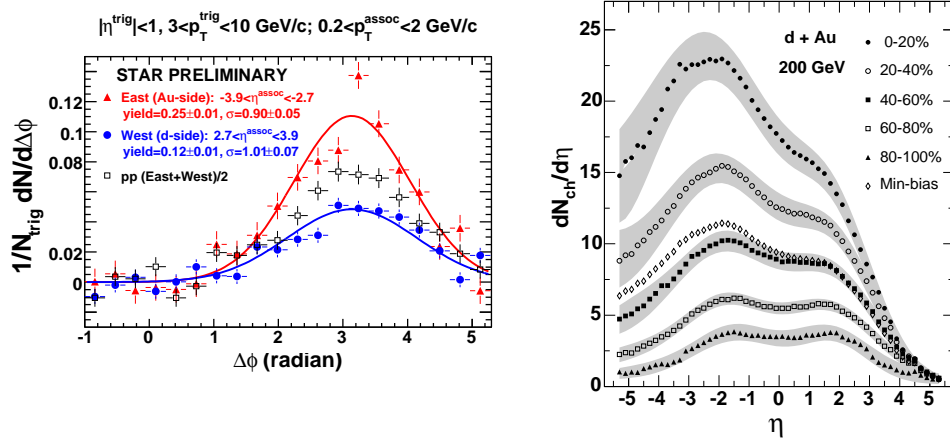 |η^trig|<1, 3<p_T^trig<10 GeV/c; 0.2<p_T^assoc<2 GeV/c
STAR PRELIMINARY
East (Au-side): -3.9<η^assoc<-2.7
yield=0.25±0.01, σ=0.90±0.05
West (d-side): 2.7<η^assoc<3.9
yield=0.12±0.01, σ=1.01±0.07
pp (East+West)/2
1/N_trig dN/dΔϕ
0.12
0.1
0.08
0.06
0.04
0.02
0
-1 0 1 2 3 4 5
Δϕ (radian)
d + Au
200 GeV
0-20%
20-40%
40-60%
60-80%
80-100%
Min-bias
dN_ch/dη
25
20
15
10
5
0
-5 -4 -3 -2 -1 0 1 2 3 4 5
η